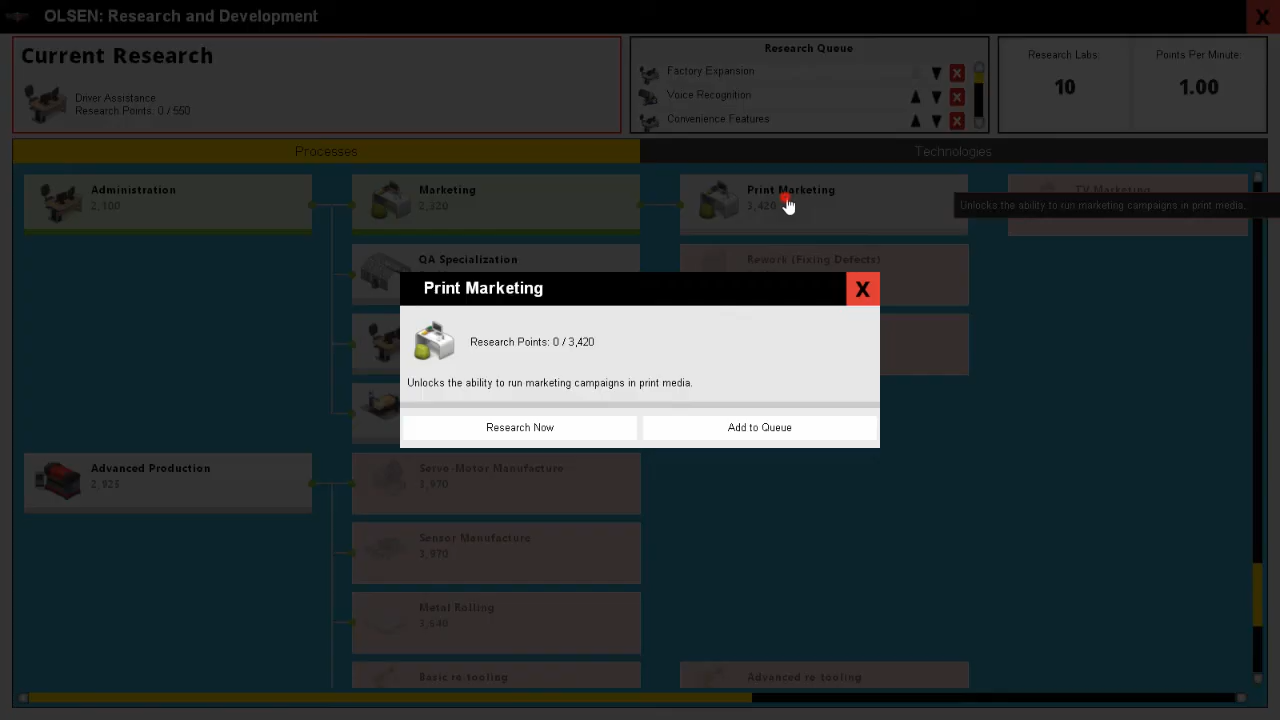 OLSEN: Research and Development
X
Current Research
Driver Assistance
Research Points: 0 / 550
Research Queue
Factory Expansion
Voice Recognition
Convenience Features
Research Labs:
10
Points Per Minute:
1.00
Processes
Technologies
Administration
2,100
Marketing
2,320
Print Marketing
3,420
TV Marketing
Unlocks the ability to run marketing campaigns in print media.
QA Specialization
Rework (Fixing Defects)
Print Marketing
X
Research Points: 0 / 3,420
Unlocks the ability to run marketing campaigns in print media.
Research Now
Add to Queue
Advanced Production
2,925
Servo-Motor Manufacture
3,970
Sensor Manufacture
3,970
Metal Rolling
3,640
Basic re tooling
Advanced re tooling